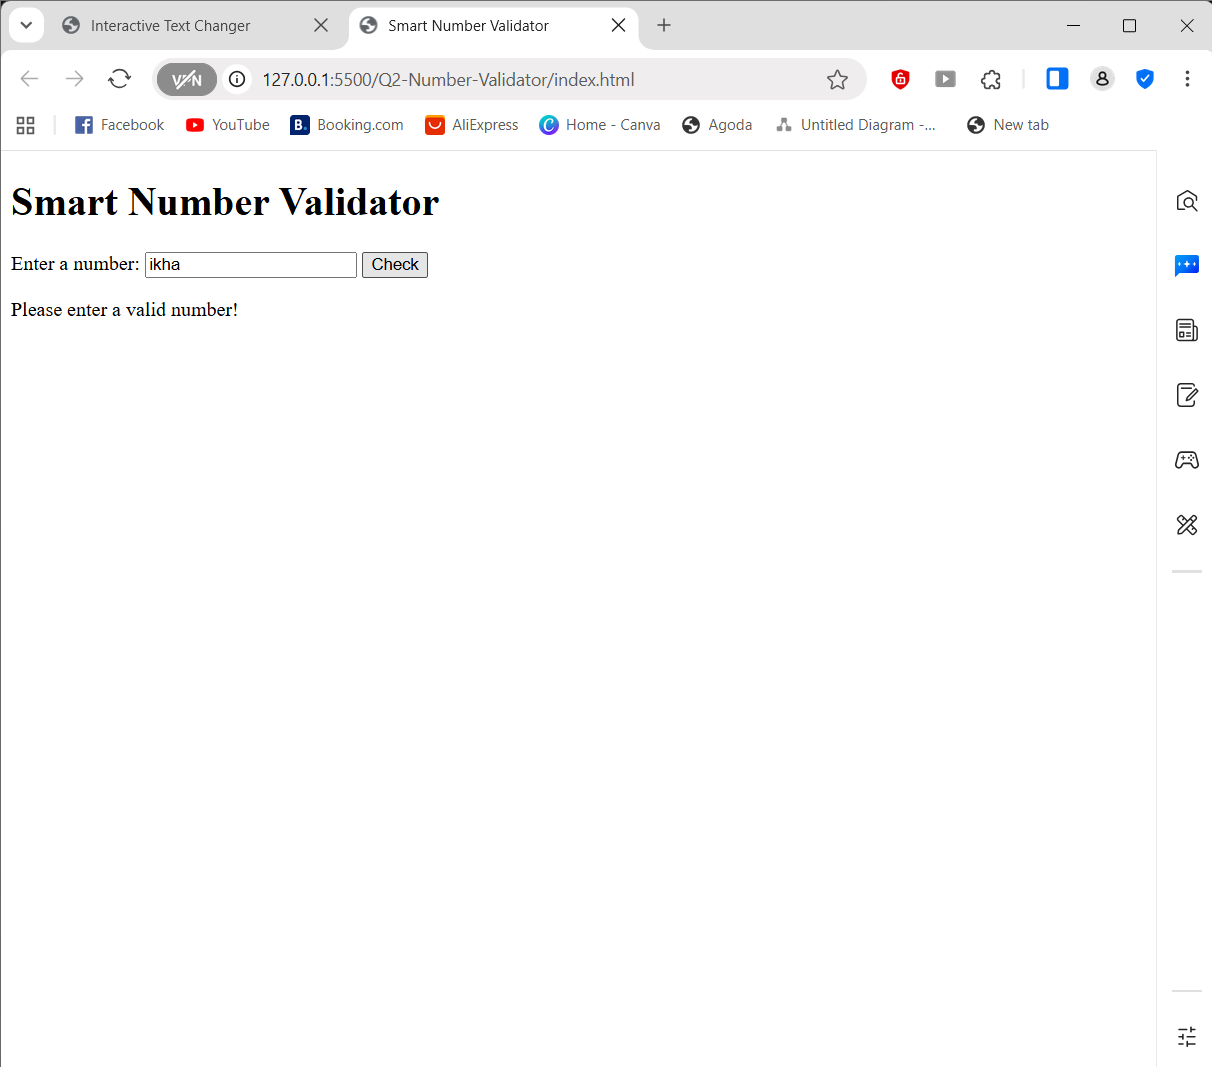 Interactive Text Changer
Smart Number Validator
VPN
127.0.0.1:5500/Q2-Number-Validator/index.html
Facebook
YouTube
B. Booking.com
AliExpress
C Home - Canva
Agoda
Untitled Diagram -...
New tab
Smart Number Validator
Enter a number: ikha Check
Please enter a valid number!